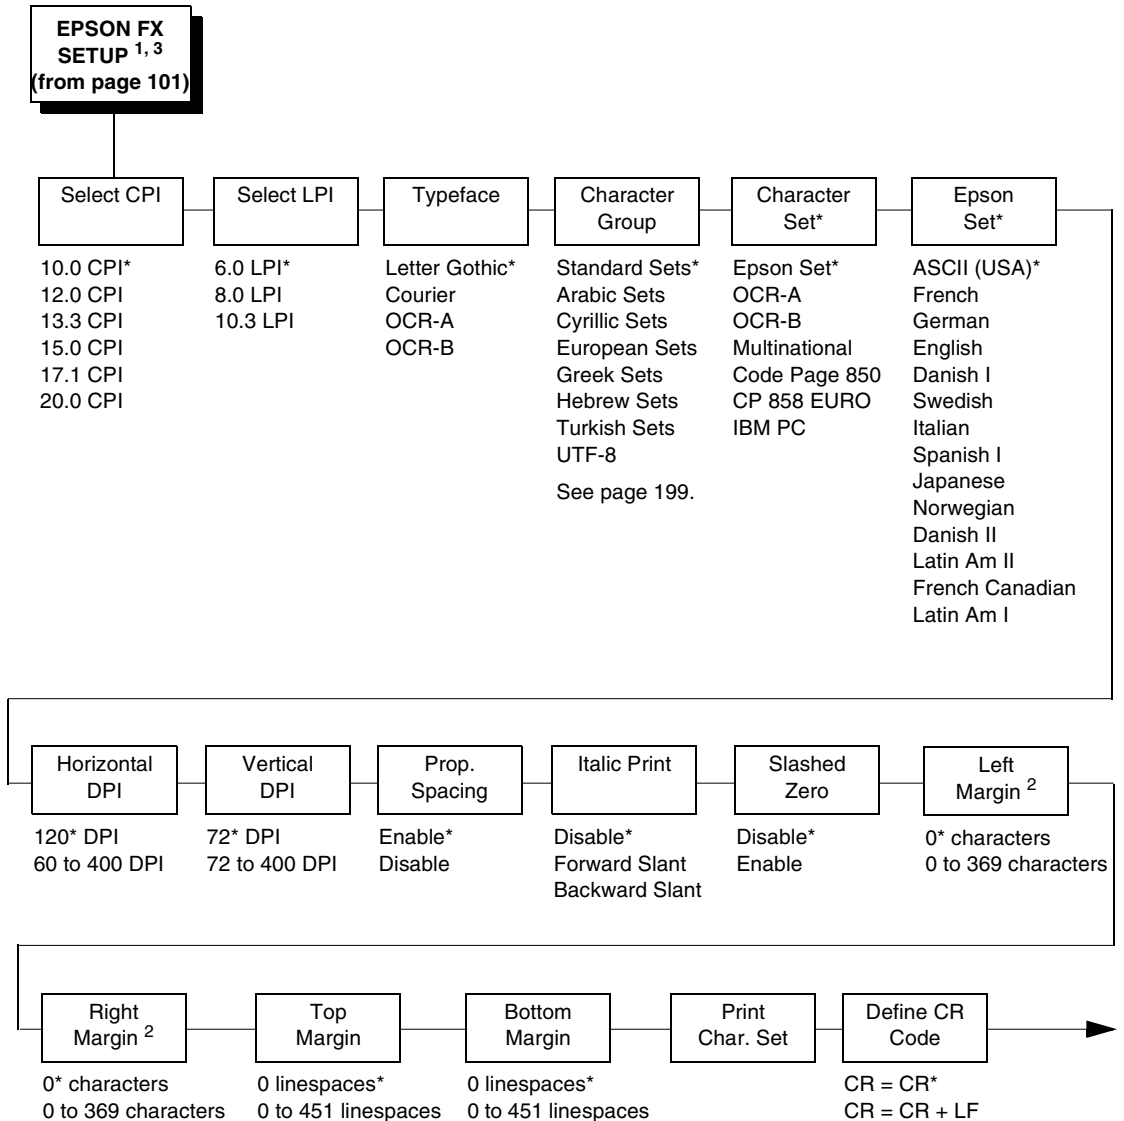 EPSON FX
SETUP 1, 3
(from page 101)
Select CPI
10.0 CPI*
12.0 CPI
13.3 CPI
15.0 CPI
17.1 CPI
20.0 CPI
Select LPI
6.0 LPI*
8.0 LPI
10.3 LPI
Typeface
Letter Gothic*
Courier
OCR-A
OCR-B
Character
Group
Standard Sets*
Arabic Sets
Cyrillic Sets
European Sets
Greek Sets
Hebrew Sets
Turkish Sets
UTF-8
See page 199.
Character
Set*
Epson Set*
OCR-A
OCR-B
Multinational
Code Page 850
CP 858 EURO
IBM PC
Epson
Set*
ASCII (USA)*
French
German
English
Danish I
Swedish
Italian
Spanish I
Japanese
Norwegian
Danish II
Latin Am II
French Canadian
Latin Am I
Horizontal
DPI
120* DPI
60 to 400 DPI
Vertical
DPI
72* DPI
72 to 400 DPI
Prop.
Spacing
Enable*
Disable
Italic Print
Disable*
Forward Slant
Backward Slant
Slashed
Zero
Disable*
Enable
Left
Margin 2
0* characters
0 to 369 characters
Right
Margin 2
0* characters
0 to 369 characters
Top
Margin
0 linespaces*
0 to 451 linespaces
Bottom
Margin
0 linespaces*
0 to 451 linespaces
Print
Char. Set
Define CR
Code
CR = CR*
CR = CR + LF